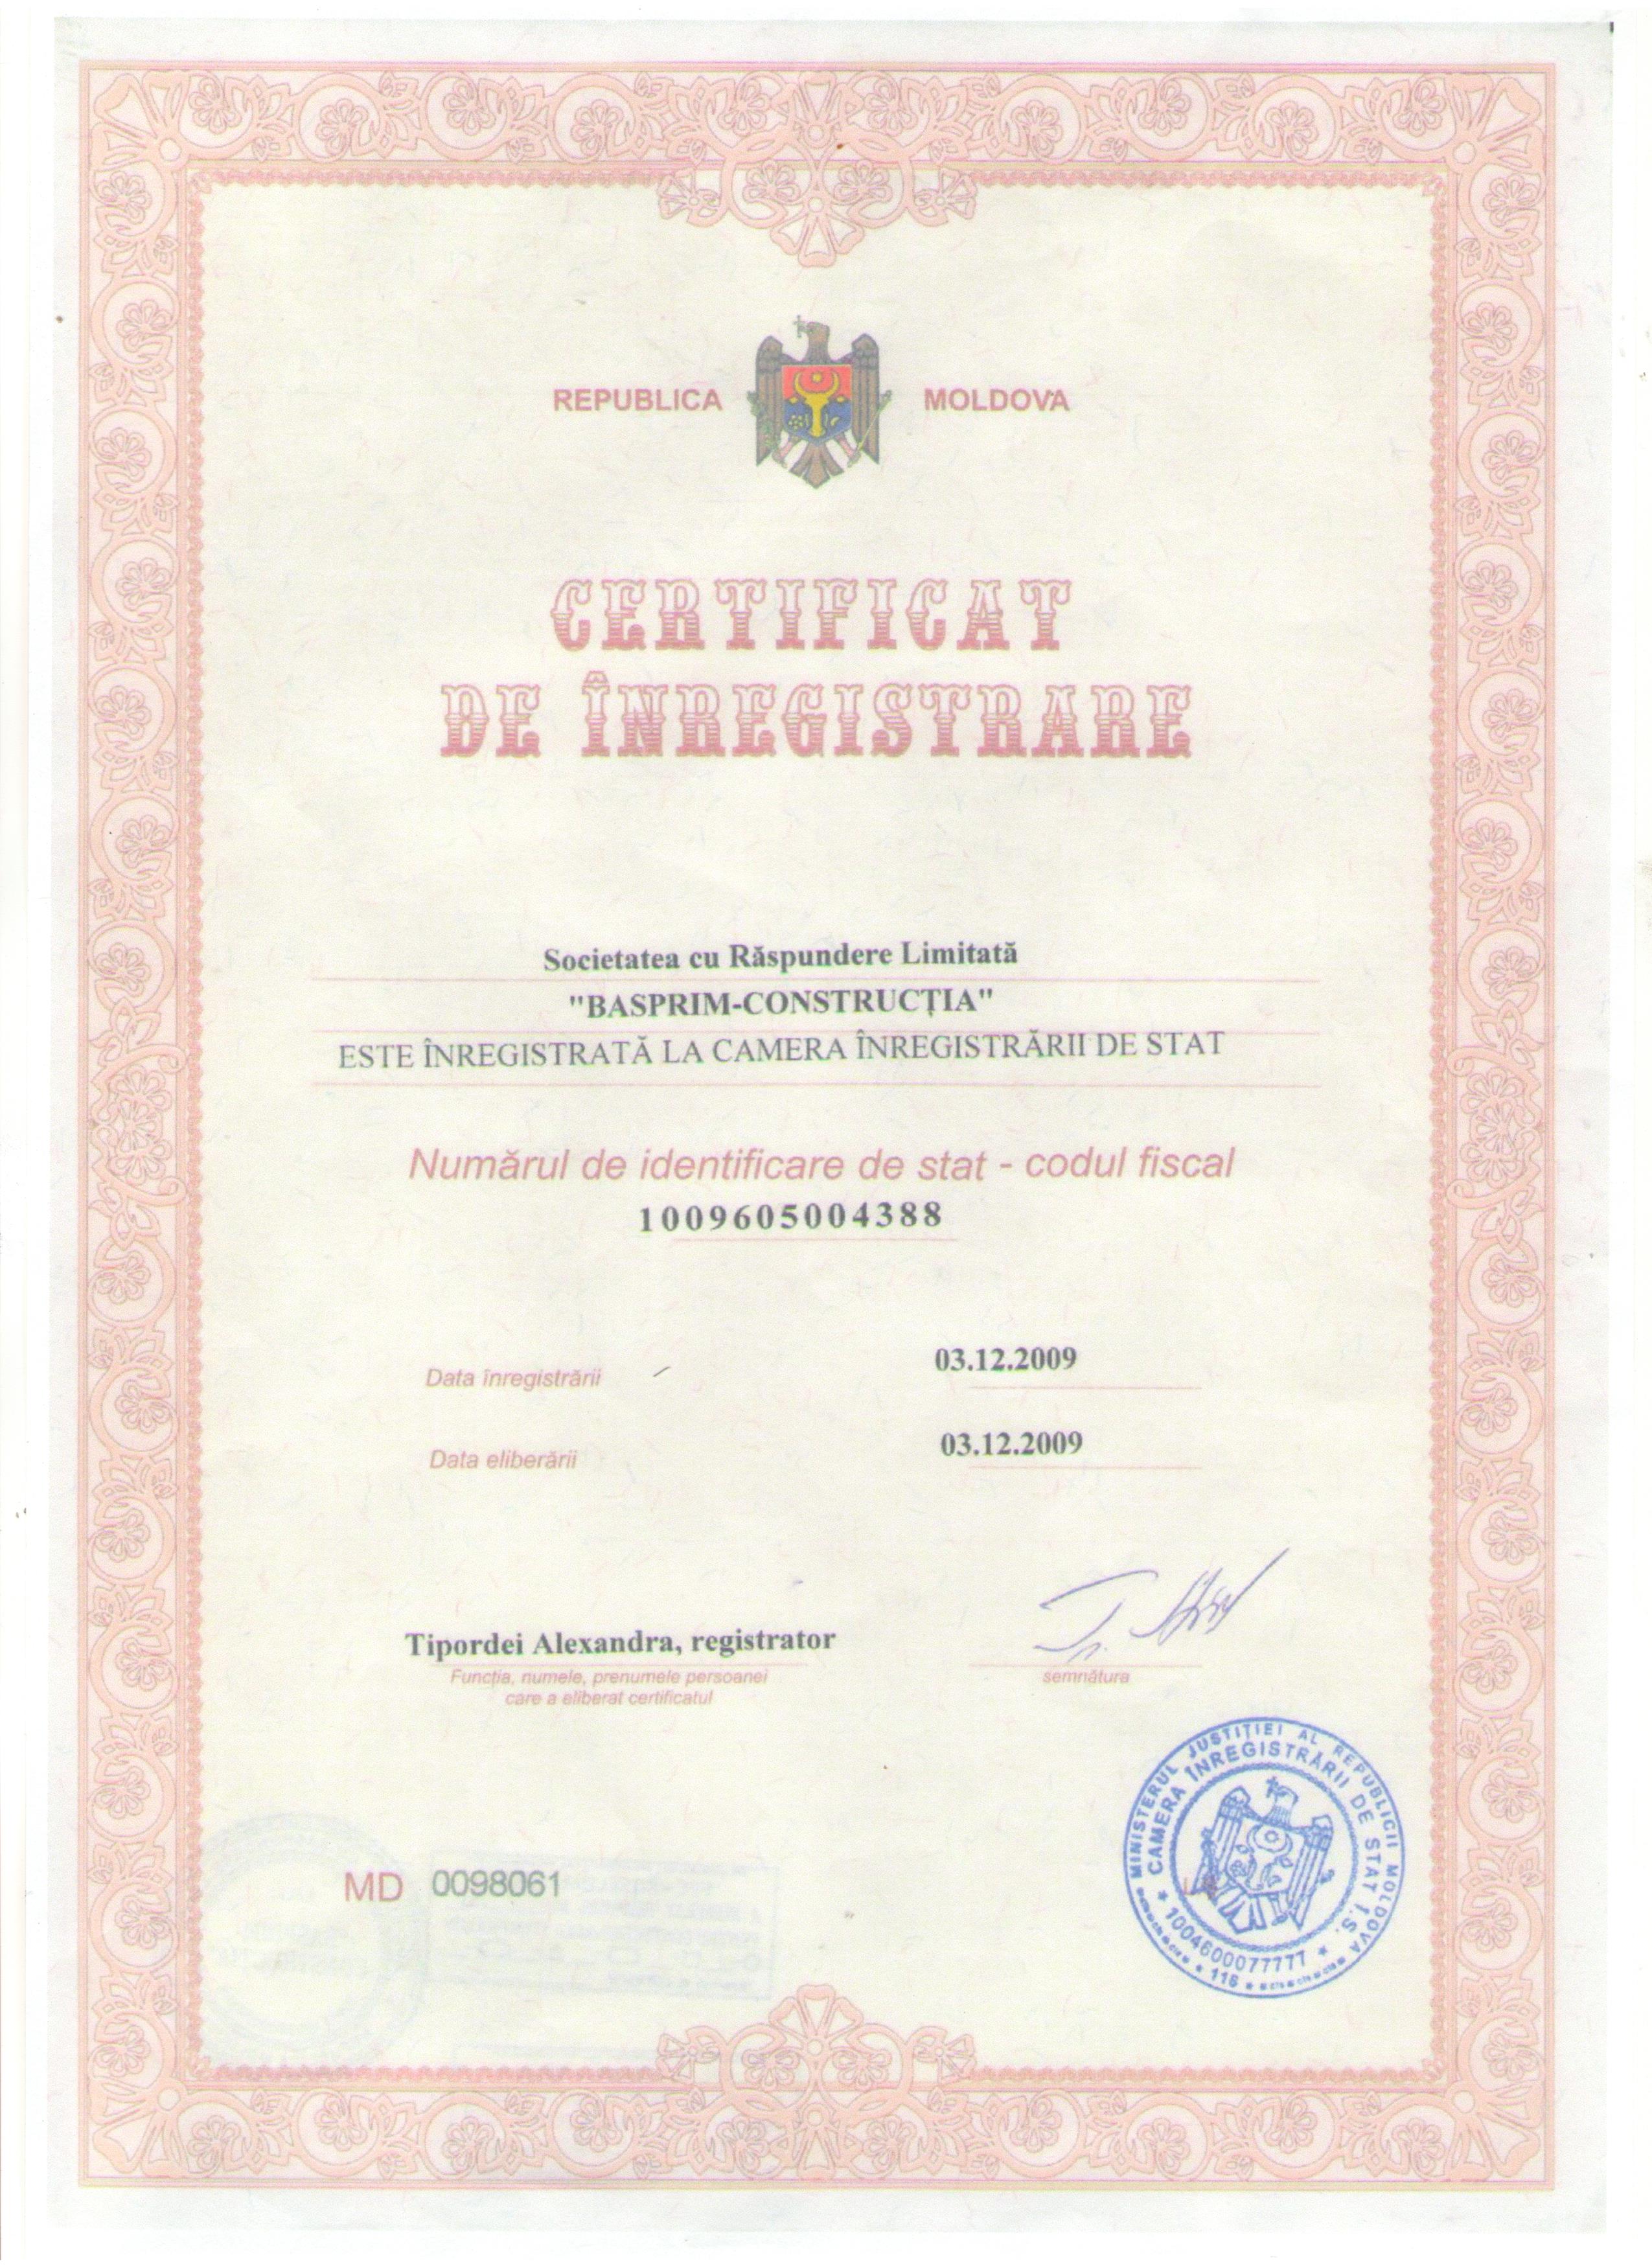 REPUBLICA MOLDOVA
CERTIFICAT
DE ÎNREGISTRARE
Societatea cu Răspundere Limitată
"BASPRIM-CONSTRUCȚIA"
ESTE ÎNREGISTRATĂ LA CAMERA ÎNREGISTRĂRII DE STAT
Numărul de identificare de stat - codul fiscal
1009605004388
Data înregistrării 03.12.2009
Data eliberării 03.12.2009
Tipordei Alexandra, registrator
Funcția, numele, prenumele persoanei
care a eliberat certificatul
semnătura
MINISTERUL JUSTIȚIEI AL REPUBLICII MOLDOVA
CAMERA ÎNREGISTRĂRII DE STAT Î.S.
* 1004600077777 *
* 116 *
MD 0098061